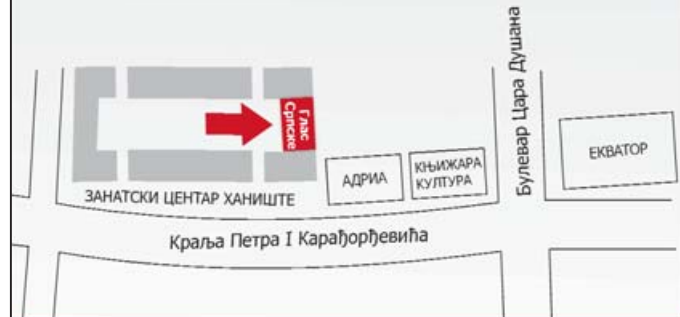 Булевар Цара Душана
Глас
Српске
ЕКВАТОР
АДРИА
КЊИЖАРА
КУЛТУРА
ЗАНАТСКИ ЦЕНТАР ХАНИШТЕ
Краља Петра I Карађорђевића